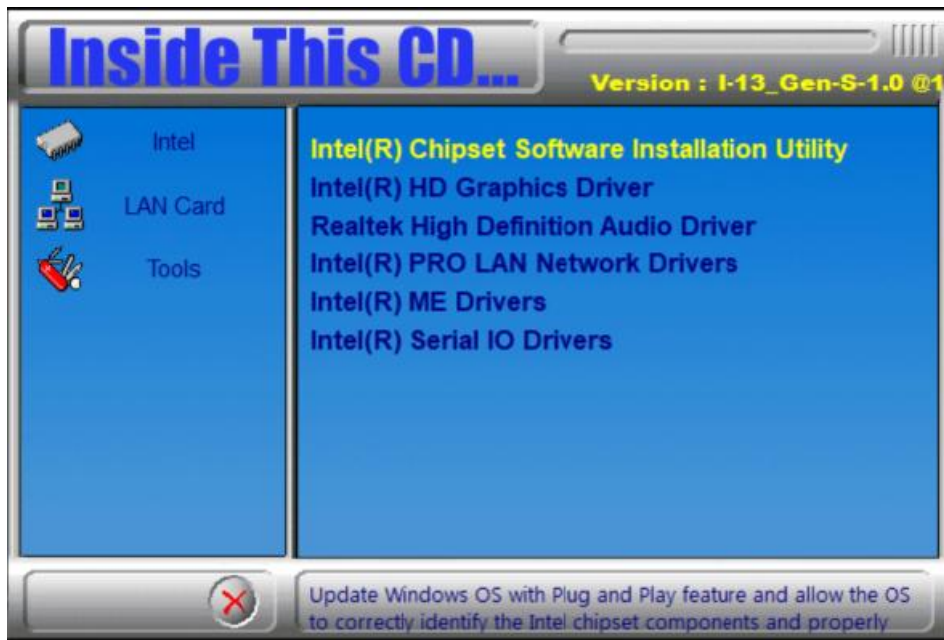 Inside This CD...
Version : I-13_Gen-S-1.0 @1
Intel
LAN Card
Tools
Intel(R) Chipset Software Installation Utility
Intel(R) HD Graphics Driver
Realtek High Definition Audio Driver
Intel(R) PRO LAN Network Drivers
Intel(R) ME Drivers
Intel(R) Serial IO Drivers
Update Windows OS with Plug and Play feature and allow the OS
to correctly identify the Intel chipset components and properly